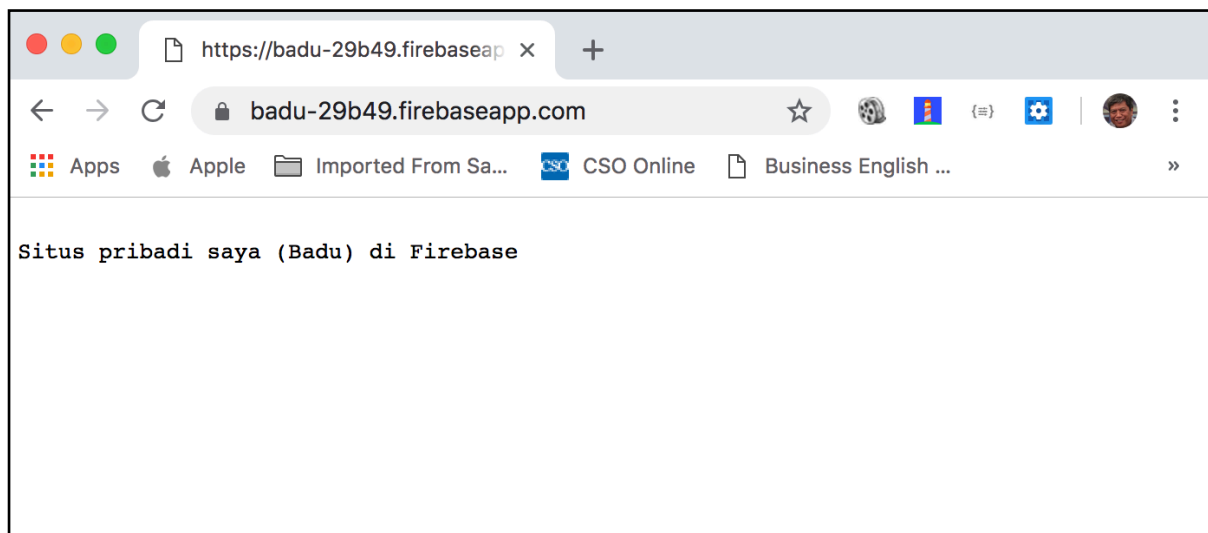 https://badu-29b49.firebaseap
badu-29b49.firebaseapp.com
{≡}
Apps Apple Imported From Sa... CSO CSO Online Business English ... »
Situs pribadi saya (Badu) di Firebase